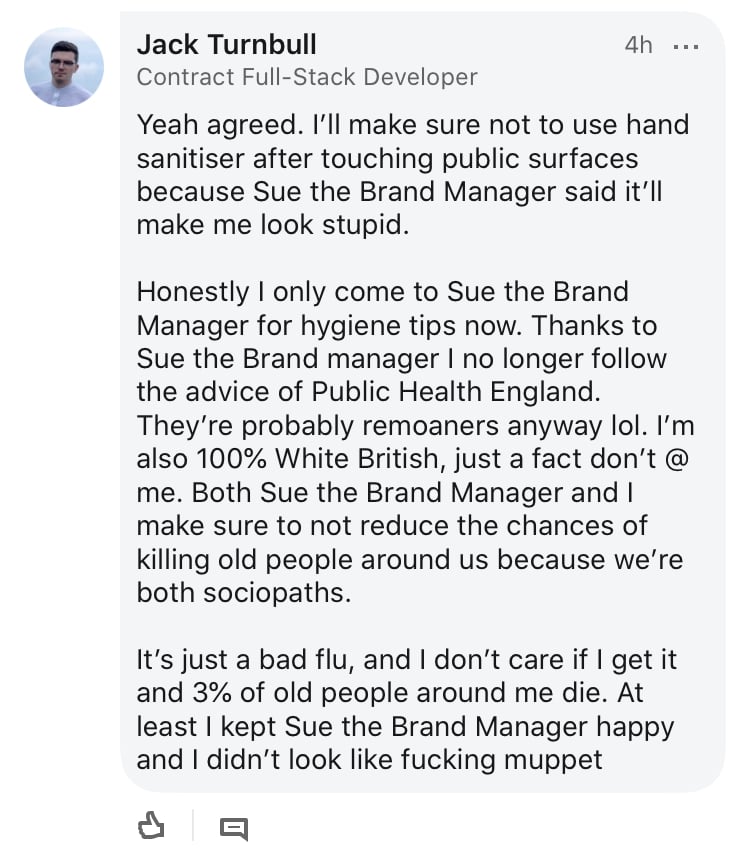 Jack Turnbull
4h ...
Contract Full-Stack Developer
Yeah agreed. I’ll make sure not to use hand
sanitiser after touching public surfaces
because Sue the Brand Manager said it’ll
make me look stupid.
Honestly I only come to Sue the Brand
Manager for hygiene tips now. Thanks to
Sue the Brand manager I no longer follow
the advice of Public Health England.
They’re probably remoaners anyway lol. I’m
also 100% White British, just a fact don’t @
me. Both Sue the Brand Manager and I
make sure to not reduce the chances of
killing old people around us because we’re
both sociopaths.
It’s just a bad flu, and I don’t care if I get it
and 3% of old people around me die. At
least I kept Sue the Brand Manager happy
and I didn’t look like fucking muppet